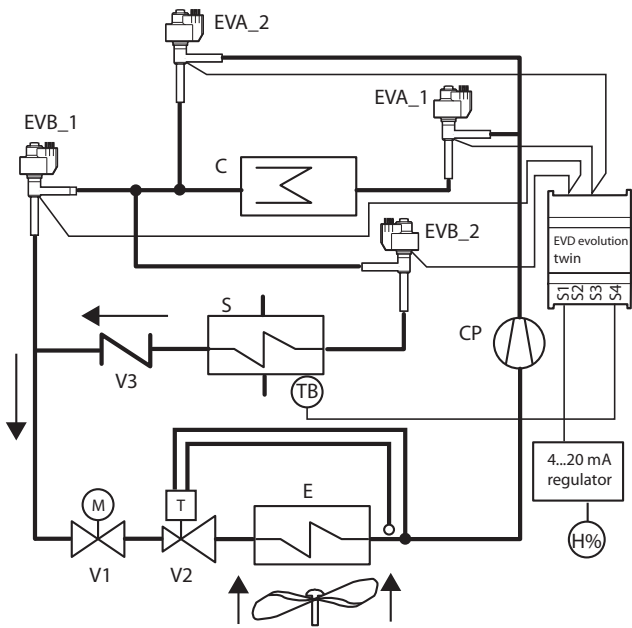 EVA_2
EVA_1
EVB_1
C
EVB_2
EVD evolution
twin
S1
S2
S3
S4
S
CP
V3
TB
4...20 mA
regulator
M
T
E
H%
V1
V2